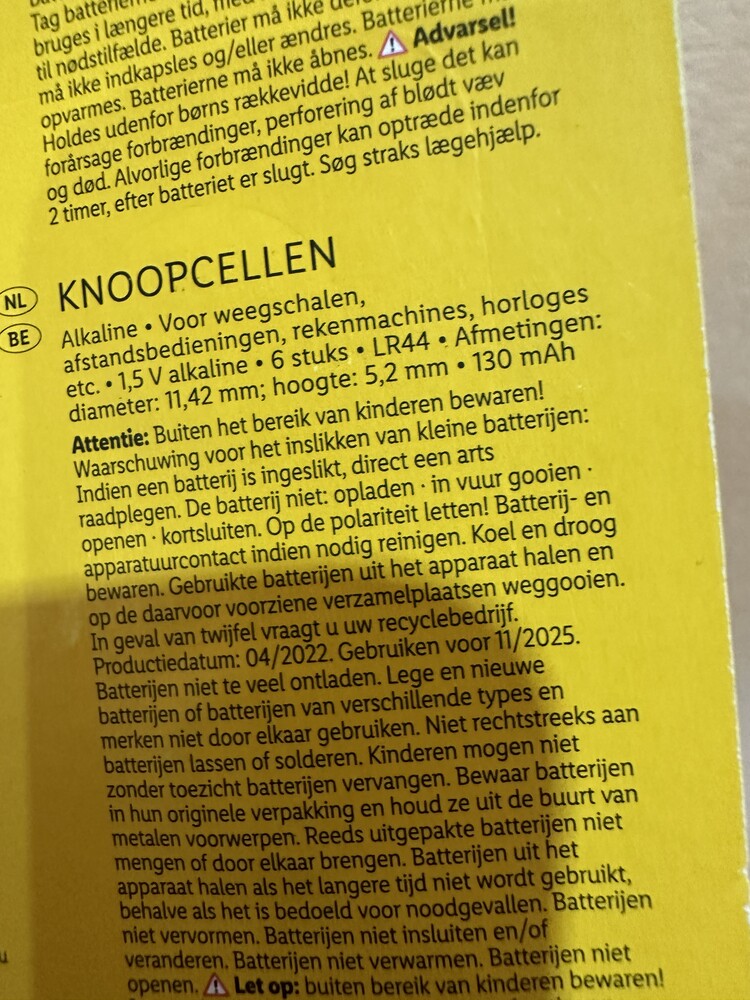 Tag batterierne
bruges i længere tid, med
til nødstilfælde. Batterier må ikke
må ikke indkapsles og/eller ændres. Batterierne
opvarmes. Batterierne må ikke åbnes. ⚠ Advarsel!
Holdes udenfor børns rækkevidde! At sluge det kan
forårsage forbrændinger, perforering af blødt væv
og død. Alvorlige forbrændinger kan optræde indenfor
2 timer, efter batteriet er slugt. Søg straks lægehjælp.
NL
BE
KNOOPCELLEN
Alkaline • Voor weegschalen,
afstandsbedieningen, rekenmachines, horloges
etc. • 1,5 V alkaline • 6 stuks • LR44 • Afmetingen:
diameter: 11,42 mm; hoogte: 5,2 mm • 130 mAh
Attentie: Buiten het bereik van kinderen bewaren!
Waarschuwing voor het inslikken van kleine batterijen:
Indien een batterij is ingeslikt, direct een arts
raadplegen. De batterij niet: opladen · in vuur gooien ·
openen · kortsluiten. Op de polariteit letten! Batterij- en
apparatuurcontact indien nodig reinigen. Koel en droog
bewaren. Gebruikte batterijen uit het apparaat halen en
op de daarvoor voorziene verzamelplaatsen weggooien.
In geval van twijfel vraagt u uw recyclebedrijf.
Productiedatum: 04/2022. Gebruiken voor 11/2025.
Batterijen niet te veel ontladen. Lege en nieuwe
batterijen of batterijen van verschillende types en
merken niet door elkaar gebruiken. Niet rechtstreeks aan
batterijen lassen of solderen. Kinderen mogen niet
zonder toezicht batterijen vervangen. Bewaar batterijen
in hun originele verpakking en houd ze uit de buurt van
metalen voorwerpen. Reeds uitgepakte batterijen niet
mengen of door elkaar brengen. Batterijen uit het
apparaat halen als het langere tijd niet wordt gebruikt,
behalve als het is bedoeld voor noodgevallen. Batterijen
niet vervormen. Batterijen niet insluiten en/of
veranderen. Batterijen niet verwarmen. Batterijen niet
openen. ⚠ Let op: buiten bereik van kinderen bewaren!